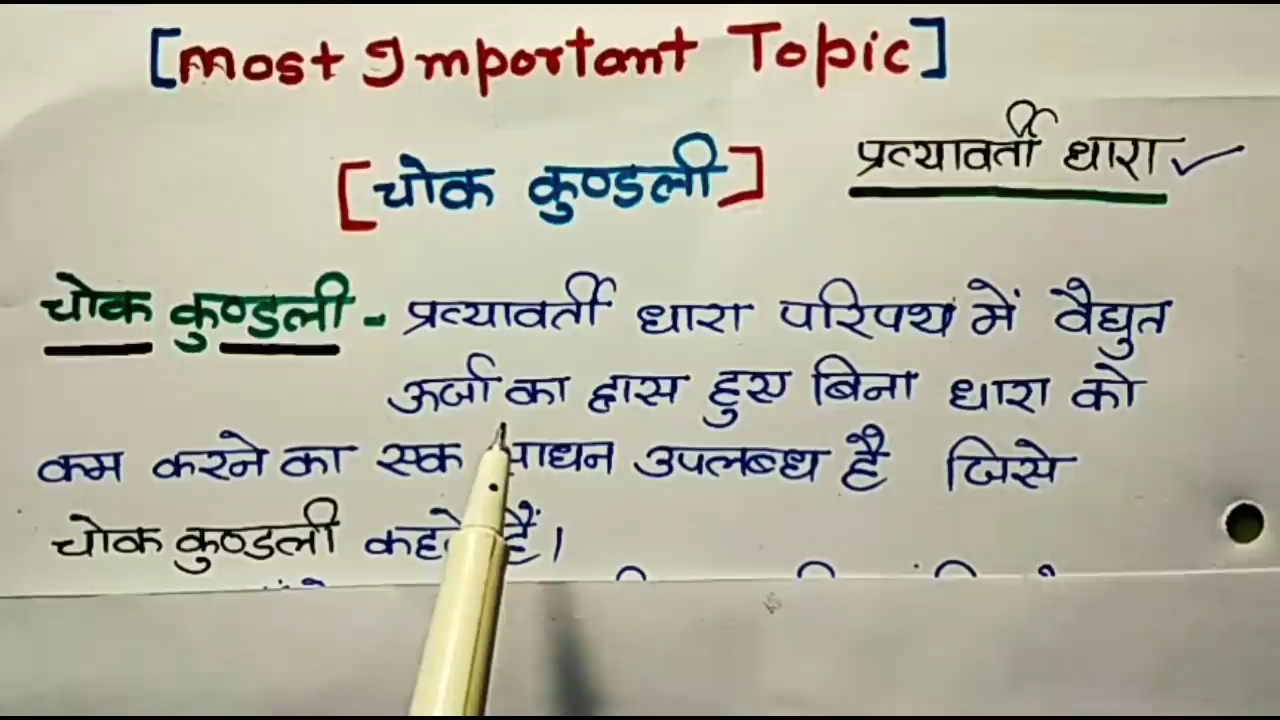 [Most Important Topic]
[चोक कुण्डली]
प्रत्यावर्ती धारा
चोक कुण्डली - प्रत्यावर्ती धारा परिपथ में वैद्युत
ऊर्जा का ह्रास हुए बिना धारा को
कम करने का एक साधन उपलब्ध है जिसे
चोक कुण्डली कहते हैं।